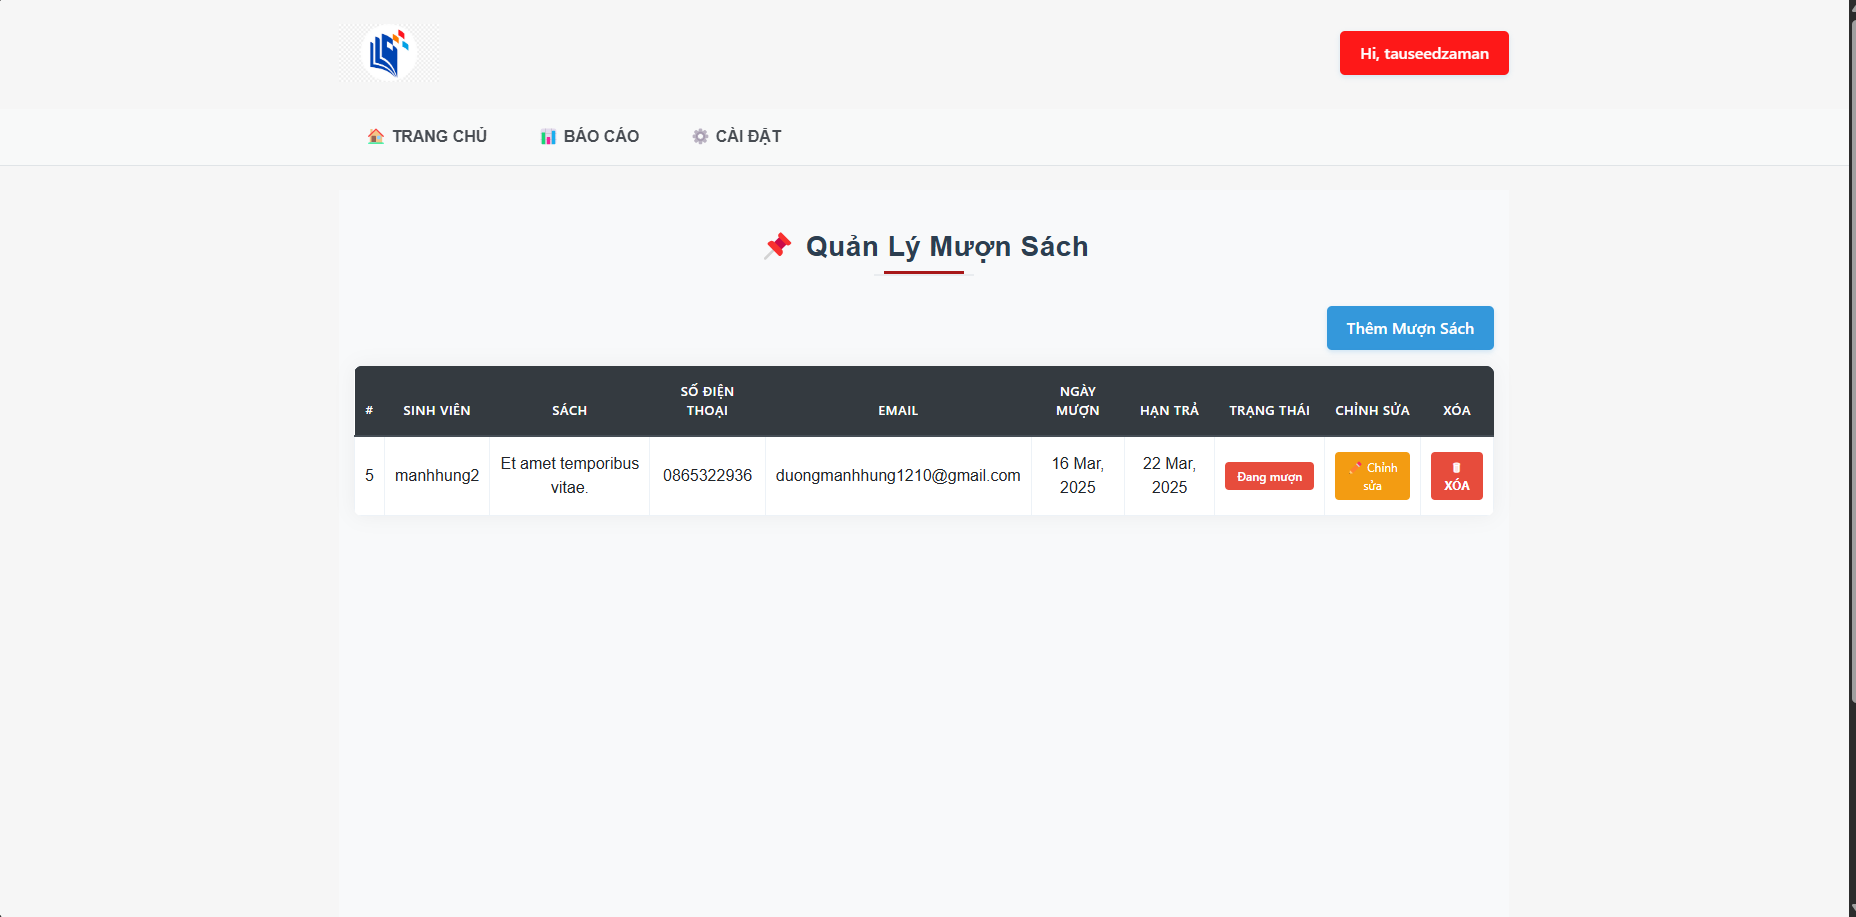 Hi, tauseedzaman
TRANG CHỦ
BÁO CÁO
CÀI ĐẶT
Quản Lý Mượn Sách
Thêm Mượn Sách
#
SINH VIÊN
SÁCH
SỐ ĐIỆN
THOẠI
EMAIL
NGÀY
MƯỢN
HẠN TRẢ
TRẠNG THÁI
CHỈNH SỬA
XÓA
5
manhhung2
Et amet temporibus
vitae.
0865322936
duongmanhhung1210@gmail.com
16 Mar,
2025
22 Mar,
2025
Đang mượn
Chỉnh
sửa
XÓA